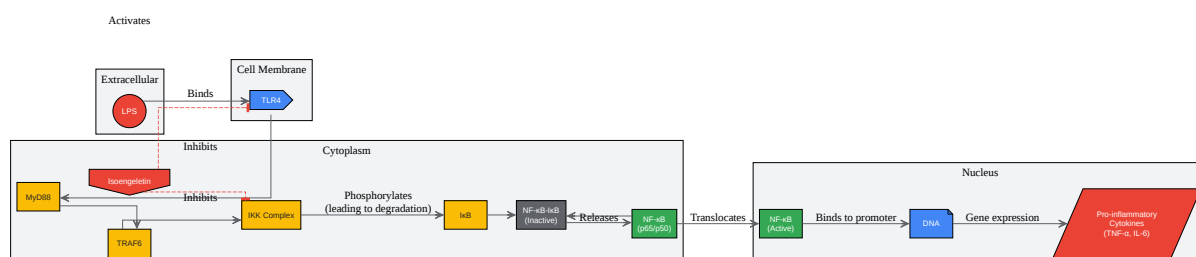 Activates
Extracellular
Cell Membrane
LPS
Binds
TLR4
Inhibits
Cytoplasm
Isoengeletin
Inhibits
MyD88
TRAF6
IKK Complex
Phosphorylates
(leading to degradation)
IκB
NF-κB-IκB
(Inactive)
Releases
NF-κB
(p65/p50)
Translocates
Nucleus
NF-κB
(Active)
Binds to promoter
DNA
Gene expression
Pro-inflammatory
Cytokines
(TNF-α, IL-6)